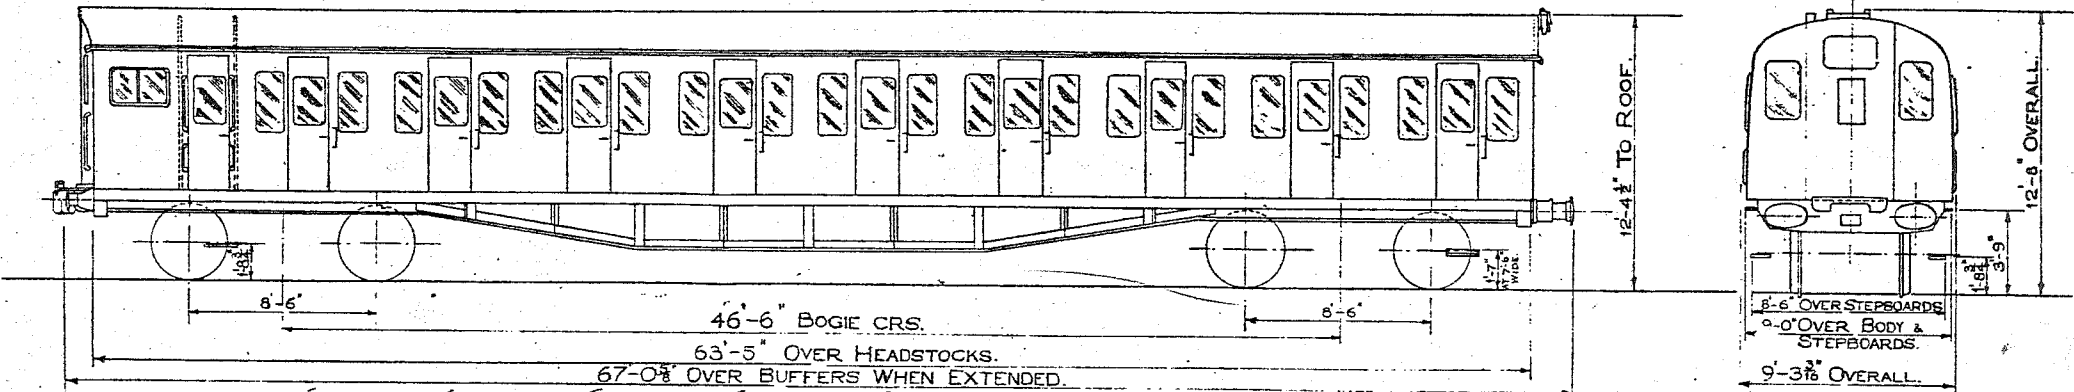 12-4½" TO ROOF.
12'-8" OVERALL.
1'-8¾"
8'-6"
1'-7"
AT 7'-6"
WIDE.
8'-6"
3'-9"
1'-8¾"
46'-6" BOGIE CRS.
63'-5" OVER HEADSTOCKS.
67-0⅝" OVER BUFFERS WHEN EXTENDED.
8'-6" OVER STEPBOARDS
-0" OVER BODY &
STEPBOARDS.
9'-3 3/16" OVERALL.